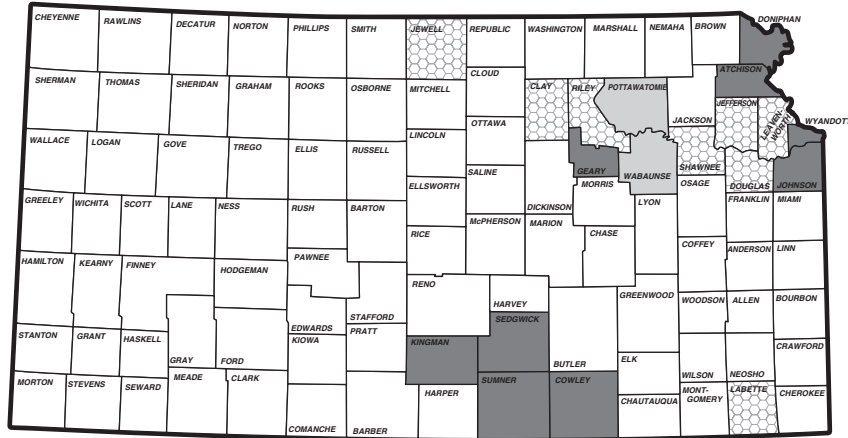 CHEYENNE RAWLINS DECATUR NORTON PHILLIPS SMITH JEWELL REPUBLIC WASHINGTON MARSHALL NEMAHA BROWN DONIPHAN
SHERMAN THOMAS SHERIDAN GRAHAM ROOKS OSBORNE MITCHELL CLOUD CLAY RILEY POTTAWATOMIE JACKSON ATCHISON JEFFERSON LEAVEN-
WORTH WYANDOTT
WALLACE LOGAN GOVE TREGO ELLIS RUSSELL LINCOLN OTTAWA GEARY WABAUNSE SHAWNEE DOUGLAS JOHNSON
ELLSWORTH SALINE DICKINSON MORRIS OSAGE FRANKLIN MIAMI
GREELEY WICHITA SCOTT LANE NESS RUSH BARTON RICE McPHERSON MARION CHASE LYON COFFEY ANDERSON LINN
HAMILTON KEARNY FINNEY HODGEMAN PAWNEE STAFFORD RENO HARVEY GREENWOOD WOODSON ALLEN BOURBON
EDWARDS SEDGWICK BUTLER
STANTON GRANT HASKELL GRAY FORD KIOWA PRATT KINGMAN ELK WILSON NEOSHO CRAWFORD
MORTON STEVENS SEWARD MEADE CLARK COMANCHE BARBER HARPER SUMNER COWLEY CHAUTAUQUA MONT-
GOMERY LABETTE CHEROKEE